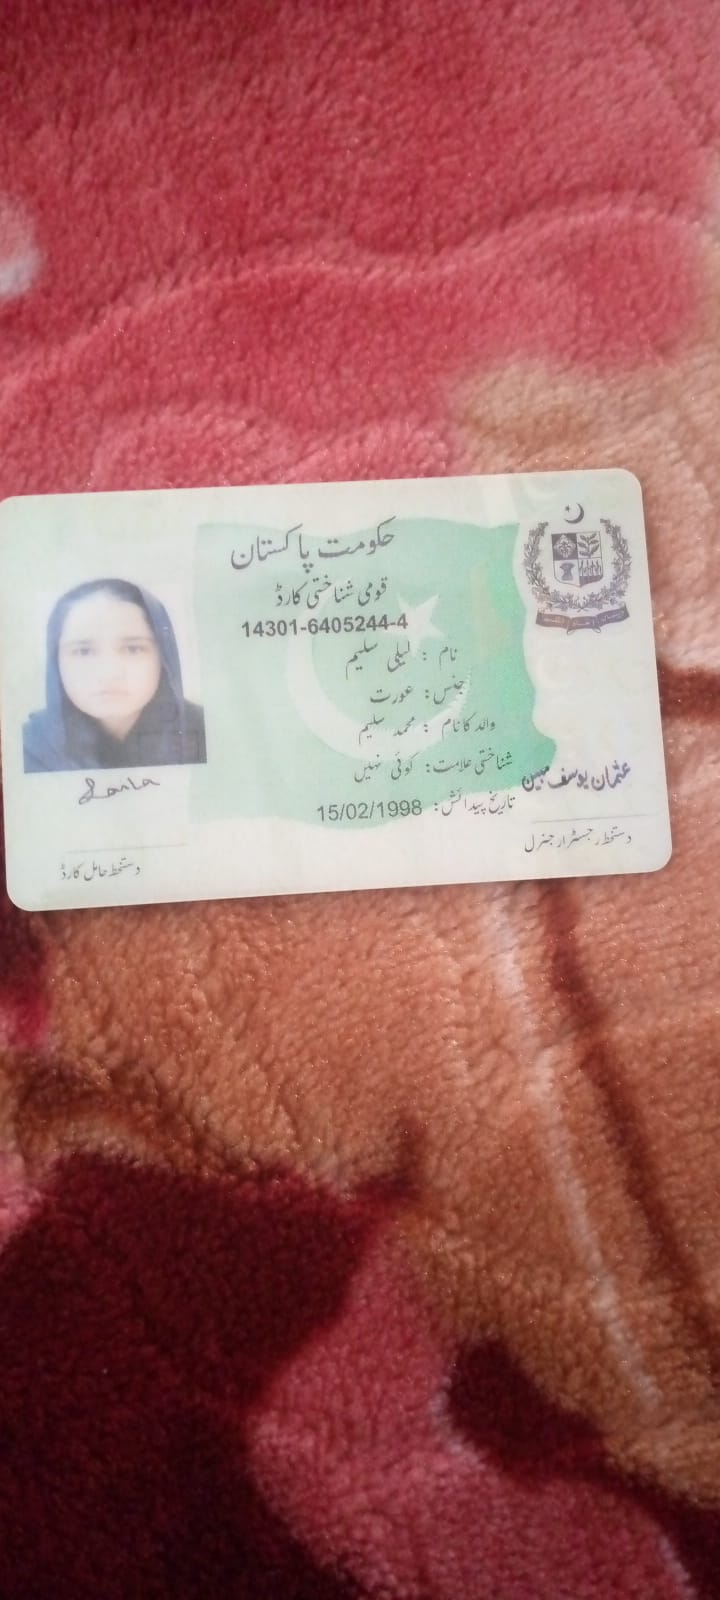 حکومت پاکستان
قومی شناختی کارڈ
14301-6405244-4
نام : لیلی سلیم
جنس: عورت
والد کا نام : محمد سلیم
شناختی علامت: کوئی نہیں
تاریخ پیدائش: 15/02/1998
عثمان یوسف مبین
دستخط رجسٹرار جنرل
Laila
دستخط حامل کارڈ